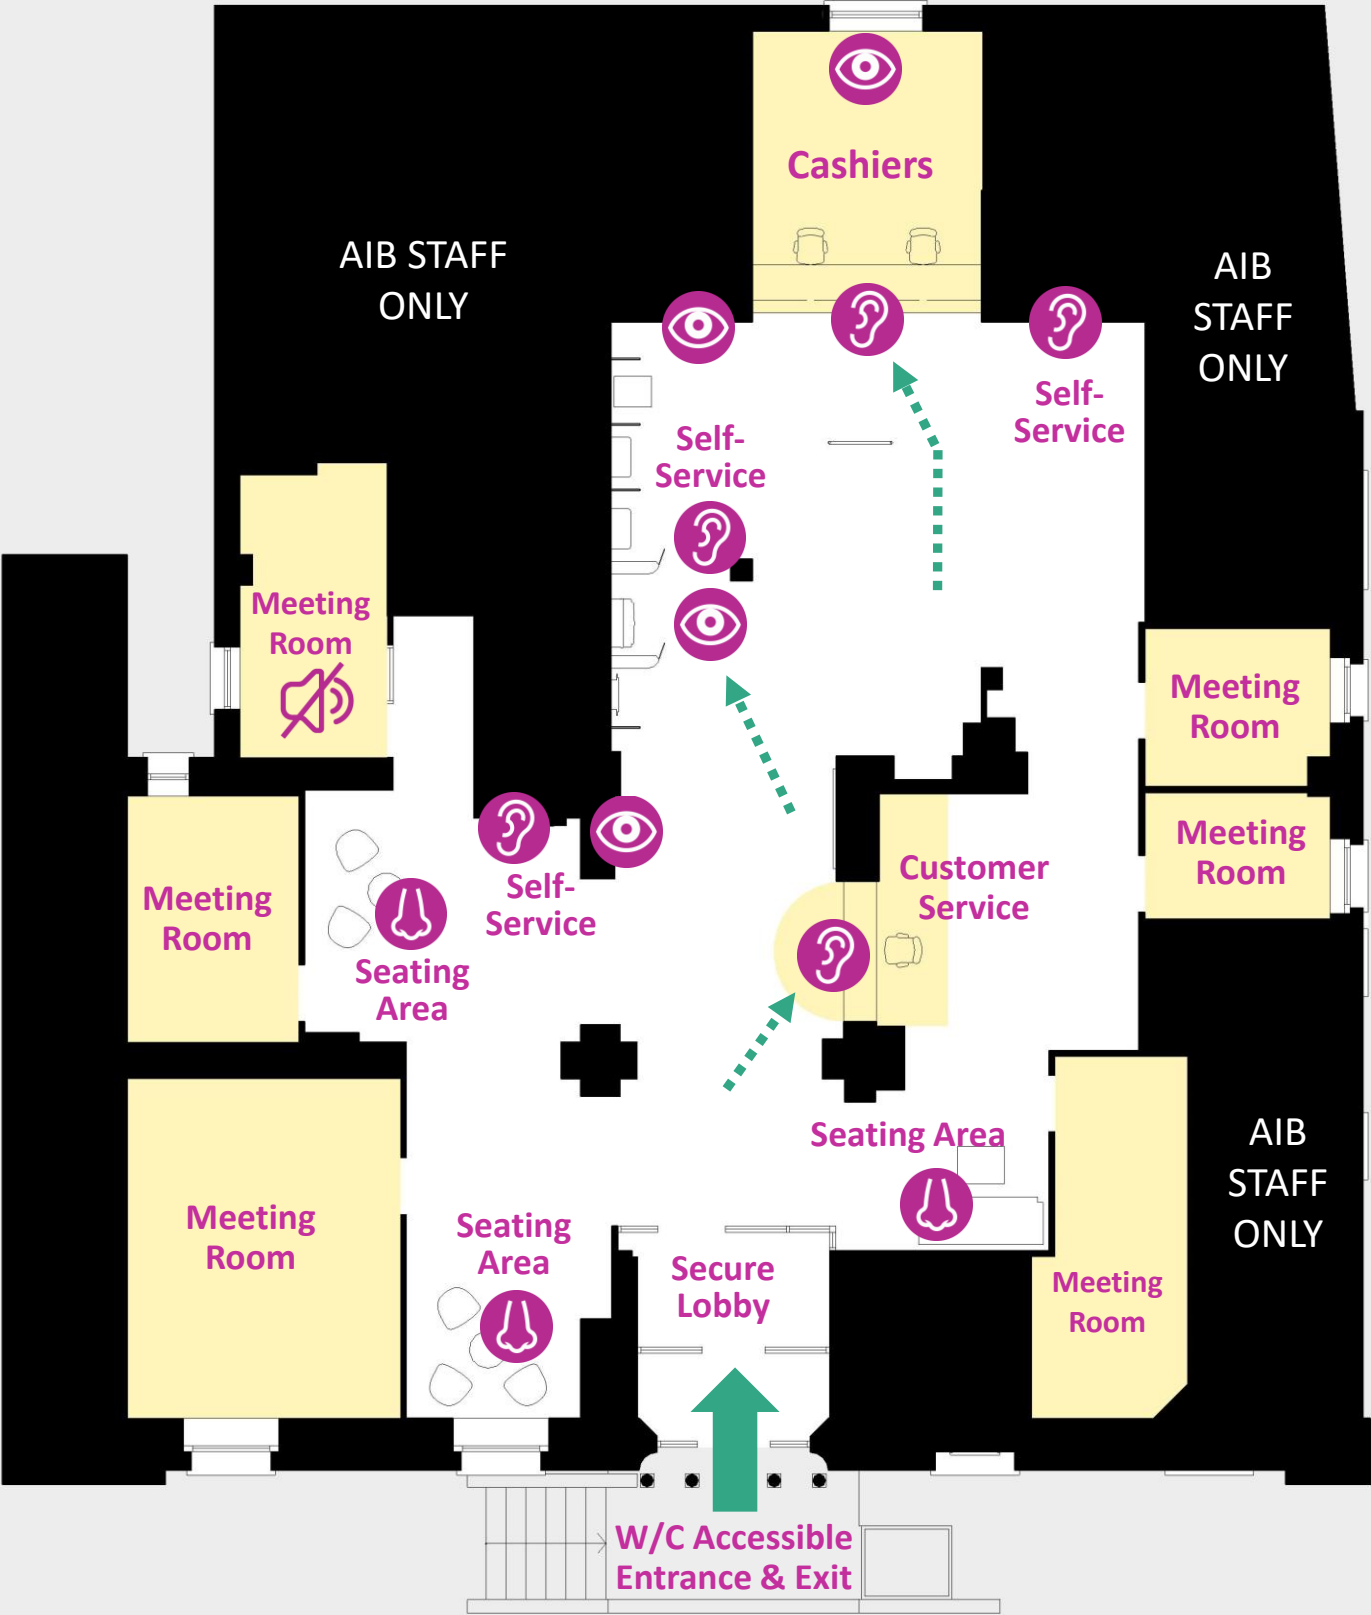 Cashiers
AIB STAFF
ONLY
AIB
STAFF
ONLY
Self-
Service
Self-
Service
Meeting
Room
Meeting
Room
Meeting
Room
Customer
Service
Self-
Service
Meeting
Room
Seating
Area
Seating Area
AIB
STAFF
ONLY
Meeting
Room
Seating
Area
Secure
Lobby
Meeting
Room
W/C Accessible
Entrance & Exit